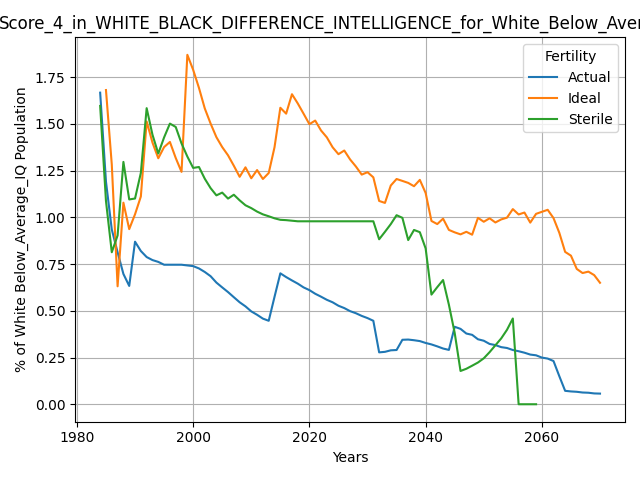 Score_4_in_WHITE_BLACK_DIFFERENCE_INTELLIGENCE_for_White_Below_Aver
Fertility
Actual
Ideal
Sterile
% of White Below_Average_IQ Population
1.75
1.50
1.25
1.00
0.75
0.50
0.25
0.00
1980 2000 2020 2040 2060
Years